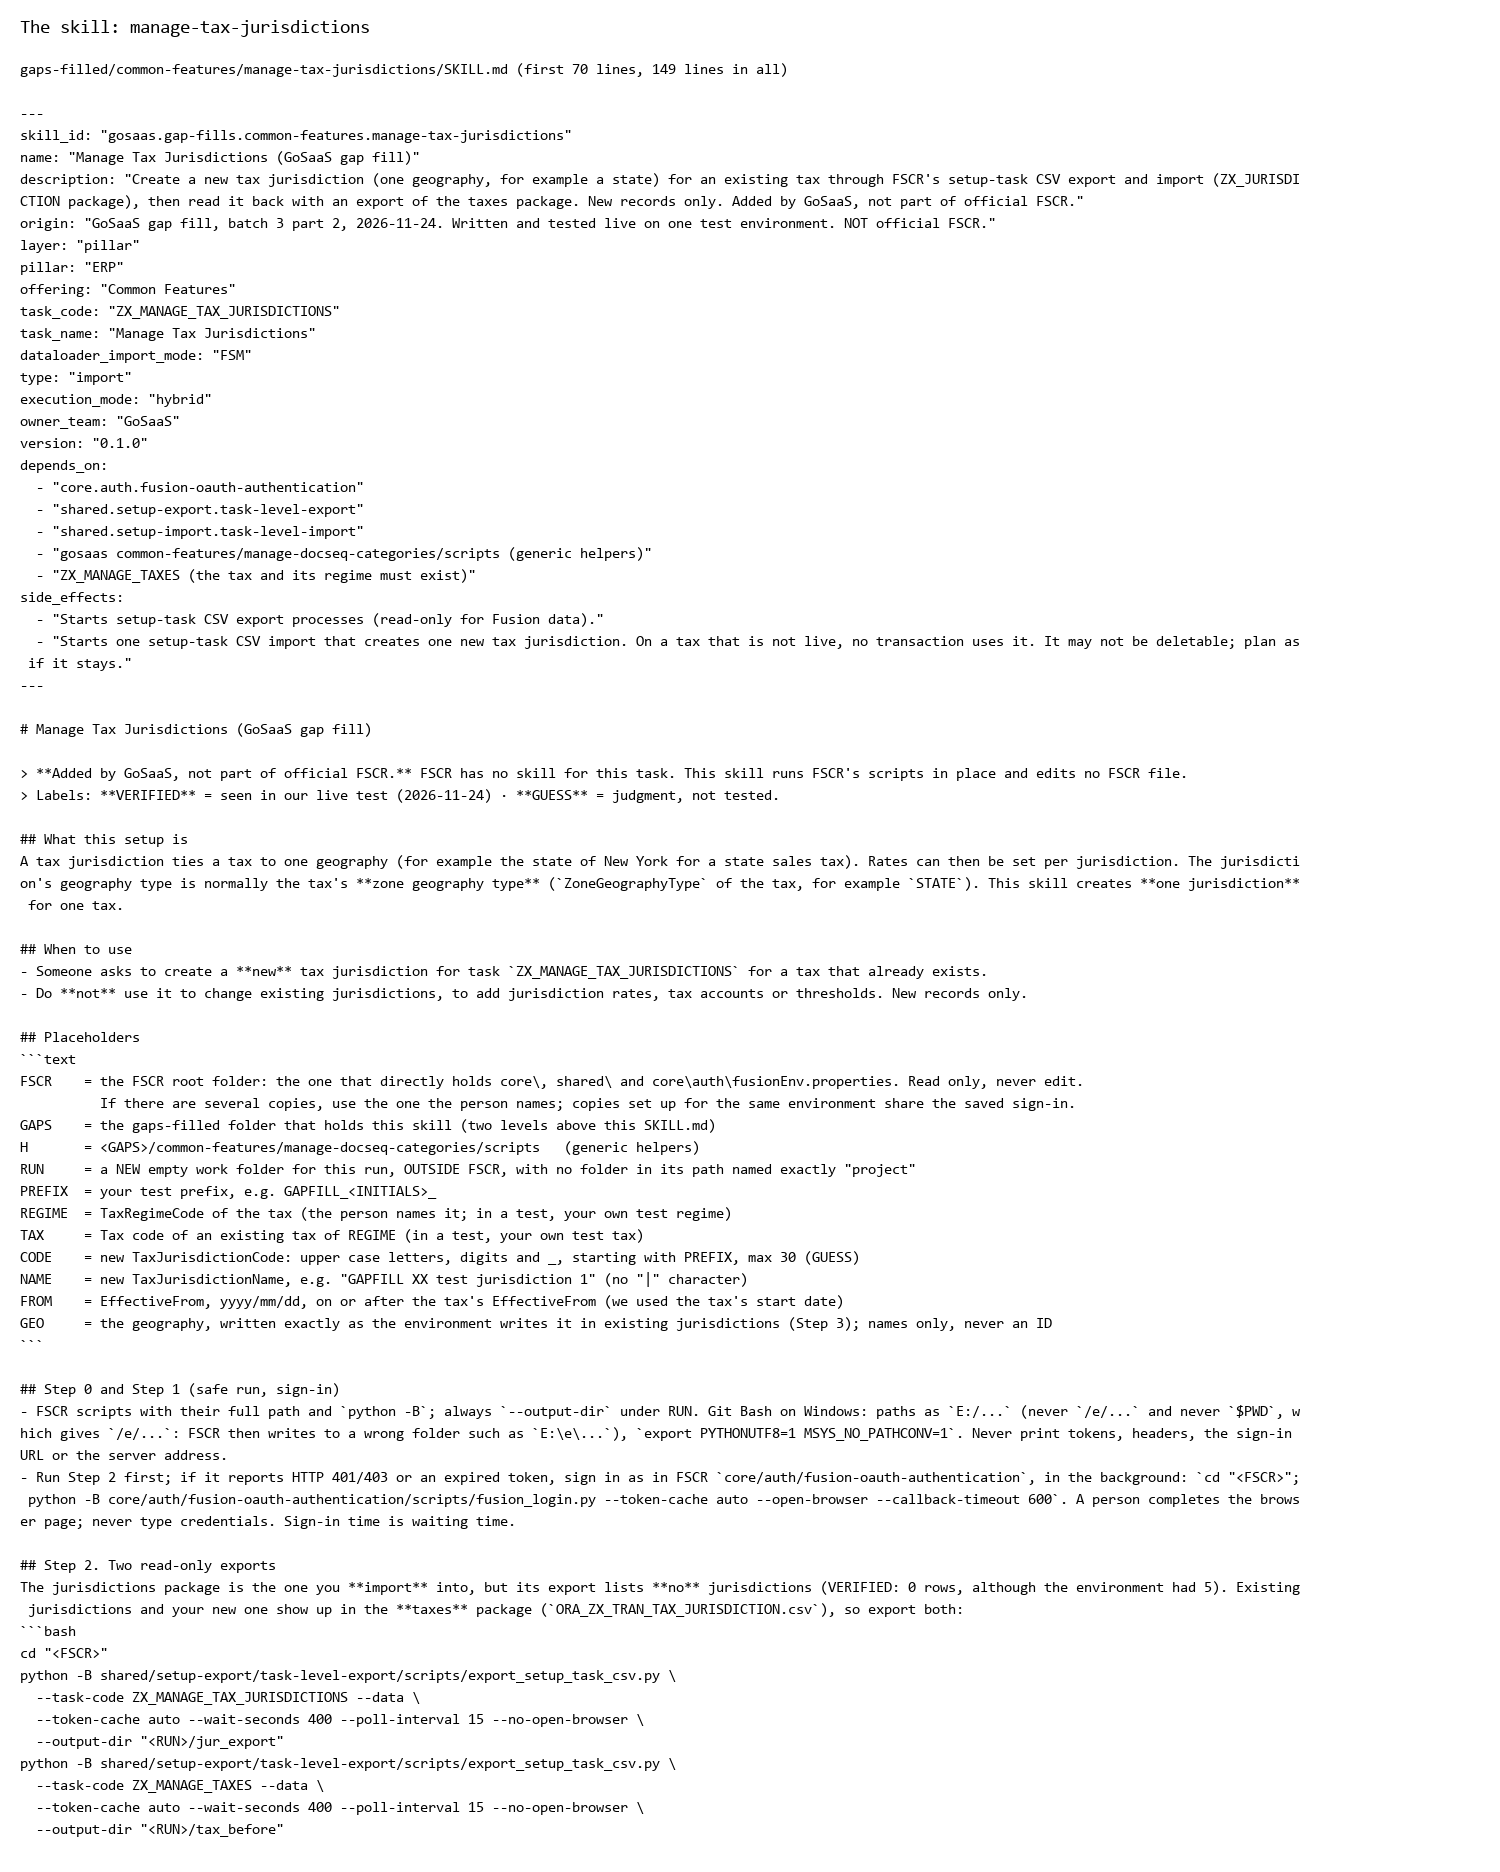 The skill: manage-tax-jurisdictions
gaps-filled/common-features/manage-tax-jurisdictions/SKILL.md (first 70 lines, 149 lines in all)
---
skill_id: "gosaas.gap-fills.common-features.manage-tax-jurisdictions"
name: "Manage Tax Jurisdictions (GoSaaS gap fill)"
description: "Create a new tax jurisdiction (one geography, for example a state) for an existing tax through FSCR's setup-task CSV export and import (ZX_JURISDI
CTION package), then read it back with an export of the taxes package. New records only. Added by GoSaaS, not part of official FSCR."
origin: "GoSaaS gap fill, batch 3 part 2, 2026-11-24. Written and tested live on one test environment. NOT official FSCR."
layer: "pillar"
pillar: "ERP"
offering: "Common Features"
task_code: "ZX_MANAGE_TAX_JURISDICTIONS"
task_name: "Manage Tax Jurisdictions"
dataloader_import_mode: "FSM"
type: "import"
execution_mode: "hybrid"
owner_team: "GoSaaS"
version: "0.1.0"
depends_on:
  - "core.auth.fusion-oauth-authentication"
  - "shared.setup-export.task-level-export"
  - "shared.setup-import.task-level-import"
  - "gosaas common-features/manage-docseq-categories/scripts (generic helpers)"
  - "ZX_MANAGE_TAXES (the tax and its regime must exist)"
side_effects:
  - "Starts setup-task CSV export processes (read-only for Fusion data)."
  - "Starts one setup-task CSV import that creates one new tax jurisdiction. On a tax that is not live, no transaction uses it. It may not be deletable; plan as
 if it stays."
---
# Manage Tax Jurisdictions (GoSaaS gap fill)
> **Added by GoSaaS, not part of official FSCR.** FSCR has no skill for this task. This skill runs FSCR's scripts in place and edits no FSCR file.
> Labels: **VERIFIED** = seen in our live test (2026-11-24) · **GUESS** = judgment, not tested.
## What this setup is
A tax jurisdiction ties a tax to one geography (for example the state of New York for a state sales tax). Rates can then be set per jurisdiction. The jurisdicti
on's geography type is normally the tax's **zone geography type** (`ZoneGeographyType` of the tax, for example `STATE`). This skill creates **one jurisdiction**
 for one tax.
## When to use
- Someone asks to create a **new** tax jurisdiction for task `ZX_MANAGE_TAX_JURISDICTIONS` for a tax that already exists.
- Do **not** use it to change existing jurisdictions, to add jurisdiction rates, tax accounts or thresholds. New records only.
## Placeholders
```text
FSCR    = the FSCR root folder: the one that directly holds core\, shared\ and core\auth\fusionEnv.properties. Read only, never edit.
          If there are several copies, use the one the person names; copies set up for the same environment share the saved sign-in.
GAPS    = the gaps-filled folder that holds this skill (two levels above this SKILL.md)
H       = <GAPS>/common-features/manage-docseq-categories/scripts   (generic helpers)
RUN     = a NEW empty work folder for this run, OUTSIDE FSCR, with no folder in its path named exactly "project"
PREFIX  = your test prefix, e.g. GAPFILL_<INITIALS>_
REGIME  = TaxRegimeCode of the tax (the person names it; in a test, your own test regime)
TAX     = Tax code of an existing tax of REGIME (in a test, your own test tax)
CODE    = new TaxJurisdictionCode: upper case letters, digits and _, starting with PREFIX, max 30 (GUESS)
NAME    = new TaxJurisdictionName, e.g. "GAPFILL XX test jurisdiction 1" (no "|" character)
FROM    = EffectiveFrom, yyyy/mm/dd, on or after the tax's EffectiveFrom (we used the tax's start date)
GEO     = the geography, written exactly as the environment writes it in existing jurisdictions (Step 3); names only, never an ID
```
## Step 0 and Step 1 (safe run, sign-in)
- FSCR scripts with their full path and `python -B`; always `--output-dir` under RUN. Git Bash on Windows: paths as `E:/...` (never `/e/...` and never `$PWD`, w
hich gives `/e/...`: FSCR then writes to a wrong folder such as `E:\e\...`), `export PYTHONUTF8=1 MSYS_NO_PATHCONV=1`. Never print tokens, headers, the sign-in
URL or the server address.
- Run Step 2 first; if it reports HTTP 401/403 or an expired token, sign in as in FSCR `core/auth/fusion-oauth-authentication`, in the background: `cd "<FSCR>";
 python -B core/auth/fusion-oauth-authentication/scripts/fusion_login.py --token-cache auto --open-browser --callback-timeout 600`. A person completes the brows
er page; never type credentials. Sign-in time is waiting time.
## Step 2. Two read-only exports
The jurisdictions package is the one you **import** into, but its export lists **no** jurisdictions (VERIFIED: 0 rows, although the environment had 5). Existing
 jurisdictions and your new one show up in the **taxes** package (`ORA_ZX_TRAN_TAX_JURISDICTION.csv`), so export both:
```bash
cd "<FSCR>"
python -B shared/setup-export/task-level-export/scripts/export_setup_task_csv.py \
  --task-code ZX_MANAGE_TAX_JURISDICTIONS --data \
  --token-cache auto --wait-seconds 400 --poll-interval 15 --no-open-browser \
  --output-dir "<RUN>/jur_export"
python -B shared/setup-export/task-level-export/scripts/export_setup_task_csv.py \
  --task-code ZX_MANAGE_TAXES --data \
  --token-cache auto --wait-seconds 400 --poll-interval 15 --no-open-browser \
  --output-dir "<RUN>/tax_before"